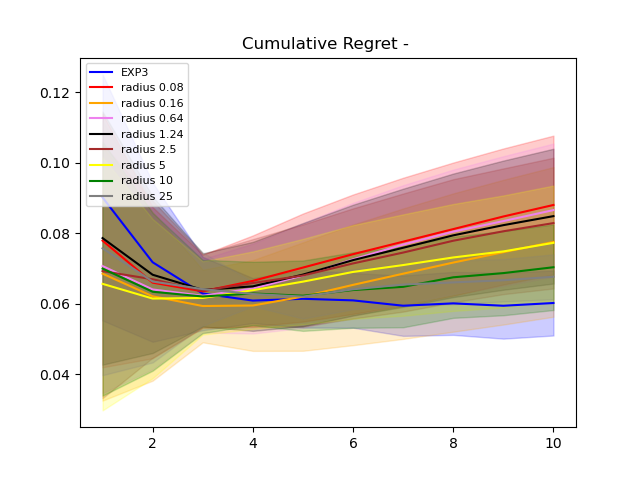 Cumulative Regret -
EXP3
radius 0.08
radius 0.16
radius 0.64
radius 1.24
radius 2.5
radius 5
radius 10
radius 25
0.12
0.10
0.08
0.06
0.04
2 4 6 8 10